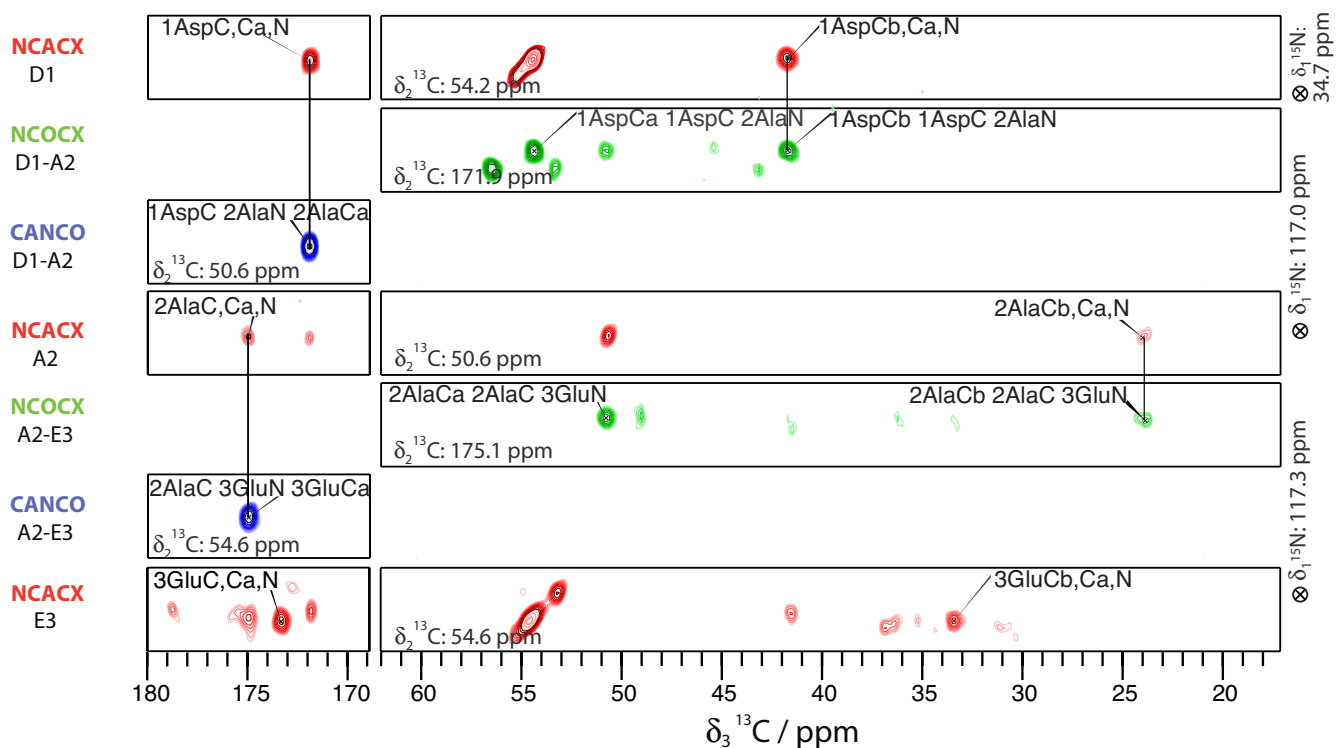 NCACX
D1
1AspC,Ca,N
1AspCb,Ca,N
δ₂ ¹³C: 54.2 ppm
⊗ δ₁ ¹⁵N:
34.7 ppm
NCOCX
D1-A2
1AspCa 1AspC 2AlaN
1AspCb 1AspC 2AlaN
δ₂ ¹³C: 171.9 ppm
CANCO
D1-A2
1AspC 2AlaN 2AlaCa
δ₂ ¹³C: 50.6 ppm
⊗ δ₁ ¹⁵N: 117.0 ppm
NCACX
A2
2AlaC,Ca,N
2AlaCb,Ca,N
δ₂ ¹³C: 50.6 ppm
NCOCX
A2-E3
2AlaCa 2AlaC 3GluN
2AlaCb 2AlaC 3GluN
δ₂ ¹³C: 175.1 ppm
CANCO
A2-E3
2AlaC 3GluN 3GluCa
δ₂ ¹³C: 54.6 ppm
⊗ δ₁ ¹⁵N: 117.3 ppm
NCACX
E3
3GluC,Ca,N
3GluCb,Ca,N
δ₂ ¹³C: 54.6 ppm
180 175 170 60 55 50 45 40 35 30 25 20
δ₃ ¹³C / ppm